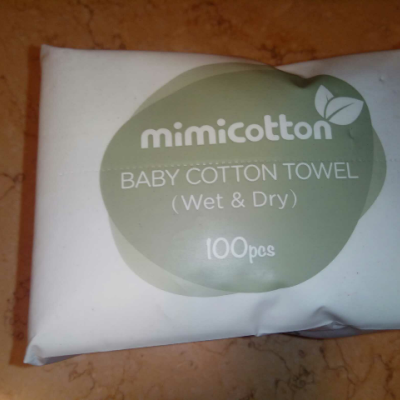 mimicotton
BABY COTTON TOWEL
(Wet & Dry)
100pcs